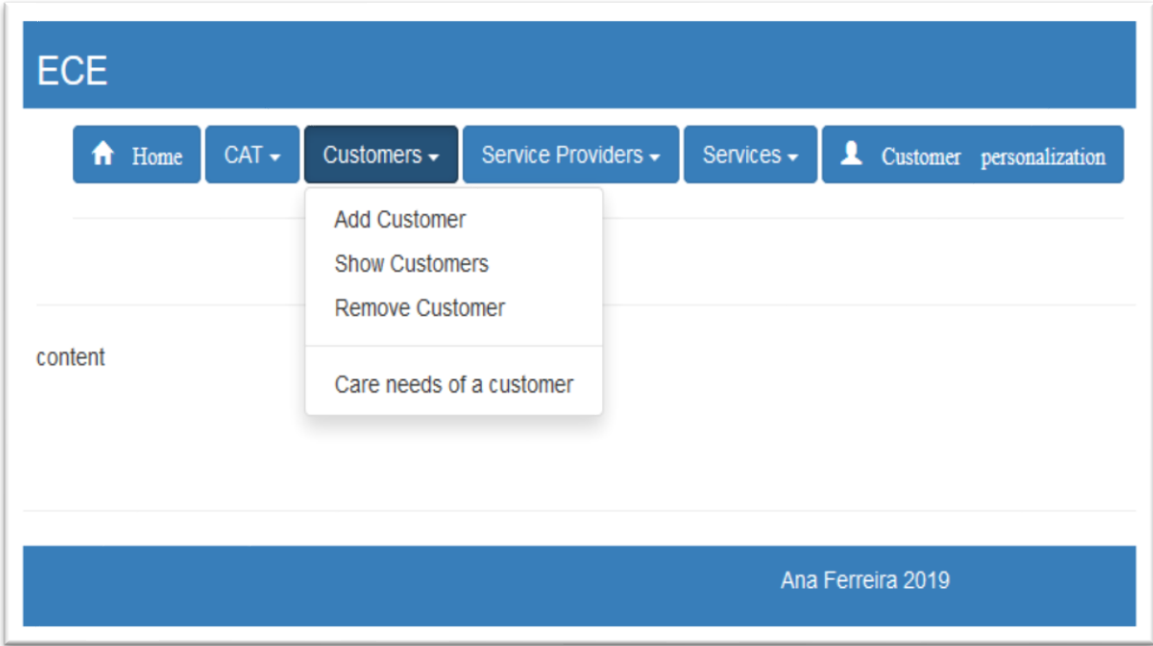 ECE
Home CAT Customers Service Providers Services Customer personalization
Add Customer
Show Customers
Remove Customer
content
Care needs of a customer
Ana Ferreira 2019